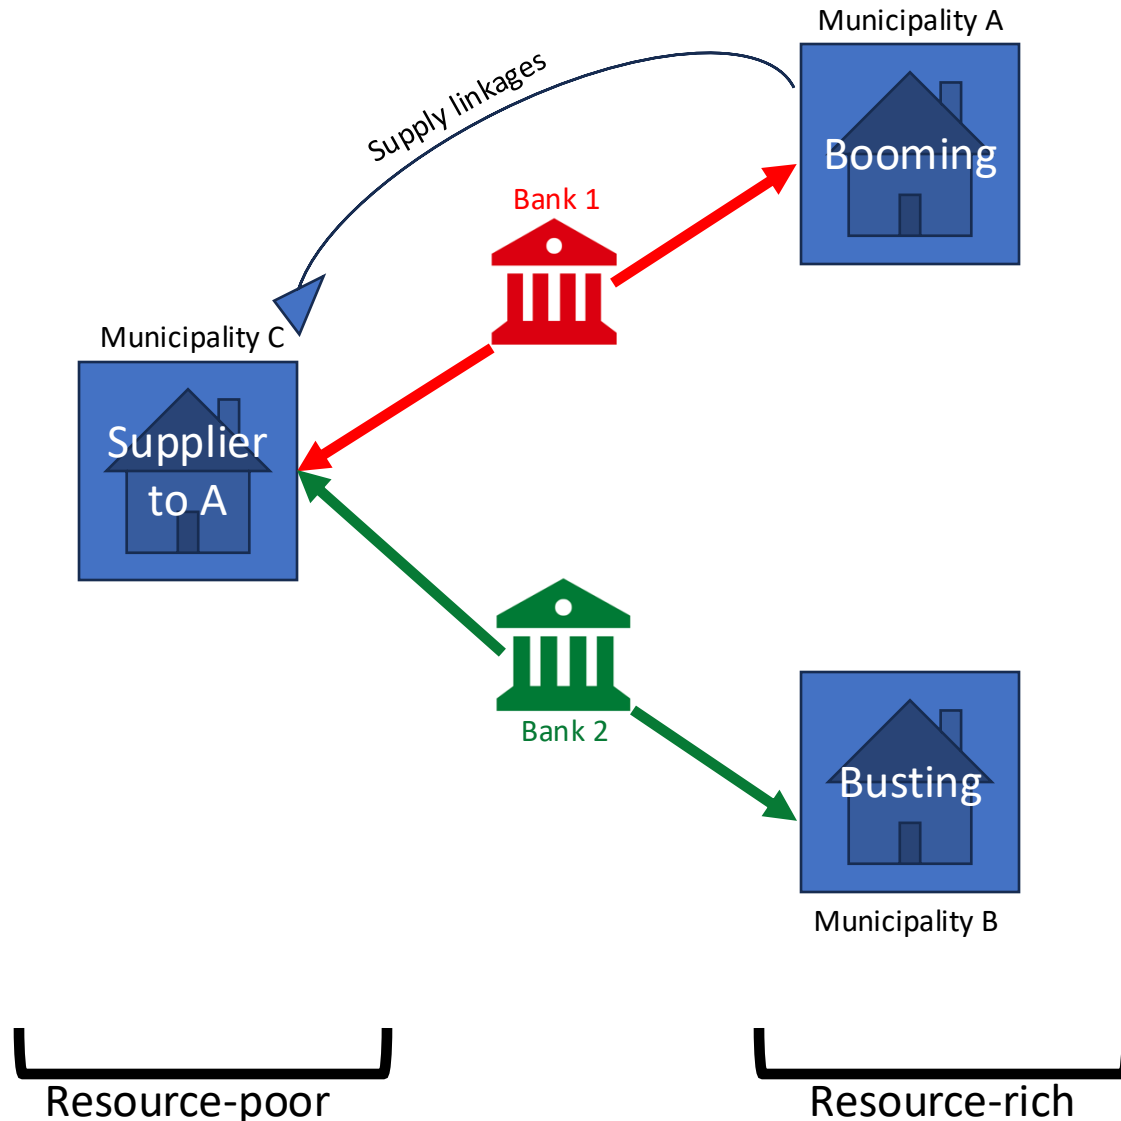 Municipality A
Supply linkages
Booming
Bank 1
Municipality C
Supplier
to A
Bank 2
Busting
Municipality B
Resource-poor
Resource-rich